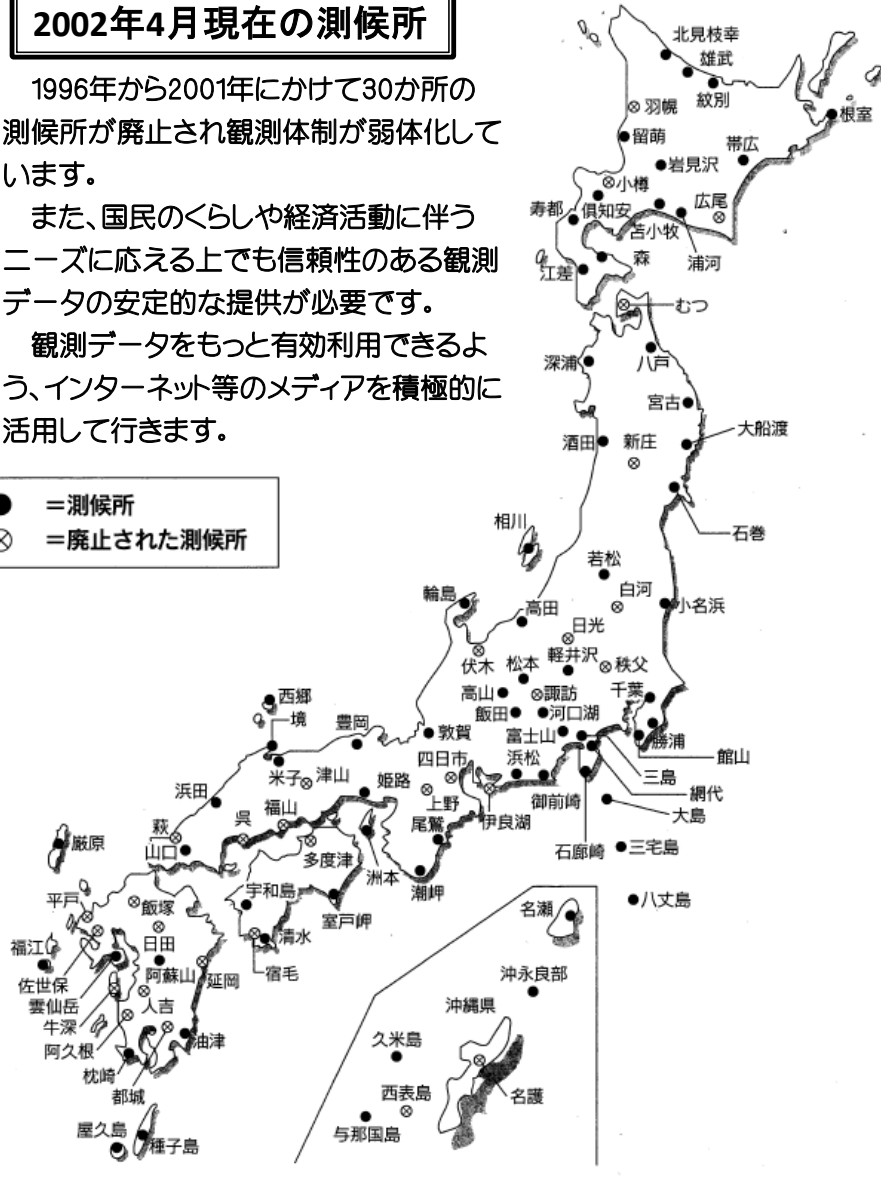 2002年4月現在の測候所
1996年から2001年にかけて30か所の
測候所が廃止され観測体制が弱体化して
います。
また、国民のくらしや経済活動に伴う
ニーズに応える上でも信頼性のある観測
データの安定的な提供が必要です。
観測データをもっと有効利用できるよ
う、インターネット等のメディアを積極的に
活用して行きます。
●　＝測候所
⊗　＝廃止された測候所
北見枝幸
雄武
紋別
羽幌
根室
留萌
帯広
岩見沢
小樽
広尾
寿都
倶知安
苫小牧
浦河
森
江差
むつ
深浦
八戸
宮古
大船渡
酒田
新庄
石巻
相川
若松
白河
小名浜
輪島
高田
日光
伏木
松本
軽井沢
秩父
高山
諏訪
千葉
飯田
河口湖
西郷
境
豊岡
敦賀
富士山
勝浦
館山
四日市
浜松
三島
米子
津山
姫路
網代
浜田
上野
御前崎
大島
福山
尾鷲
伊良湖
萩
呉
石廊崎
三宅島
厳原
山口
多度津
洲本
潮岬
宇和島
室戸岬
八丈島
平戸
飯塚
名瀬
福江
日田
清水
佐世保
阿蘇山
延岡
宿毛
沖永良部
雲仙岳
牛深
人吉
沖縄県
阿久根
油津
久米島
枕崎
都城
西表島
名護
屋久島
種子島
与那国島